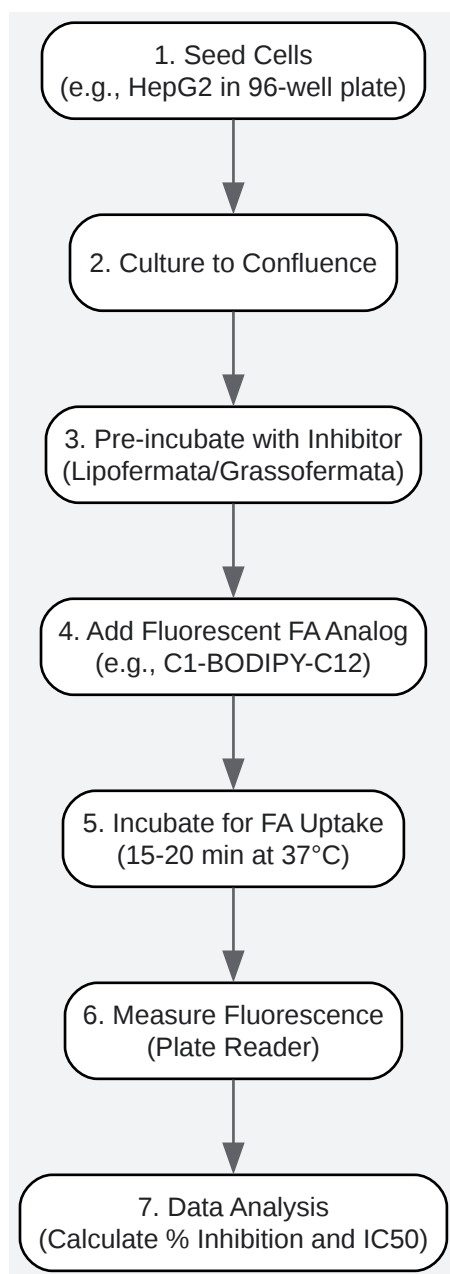 1. Seed Cells
(e.g., HepG2 in 96-well plate)
2. Culture to Confluence
3. Pre-incubate with Inhibitor
(Lipofermata/Grassofermata)
4. Add Fluorescent FA Analog
(e.g., C1-BODIPY-C12)
5. Incubate for FA Uptake
(15-20 min at 37°C)
6. Measure Fluorescence
(Plate Reader)
7. Data Analysis
(Calculate % Inhibition and IC50)